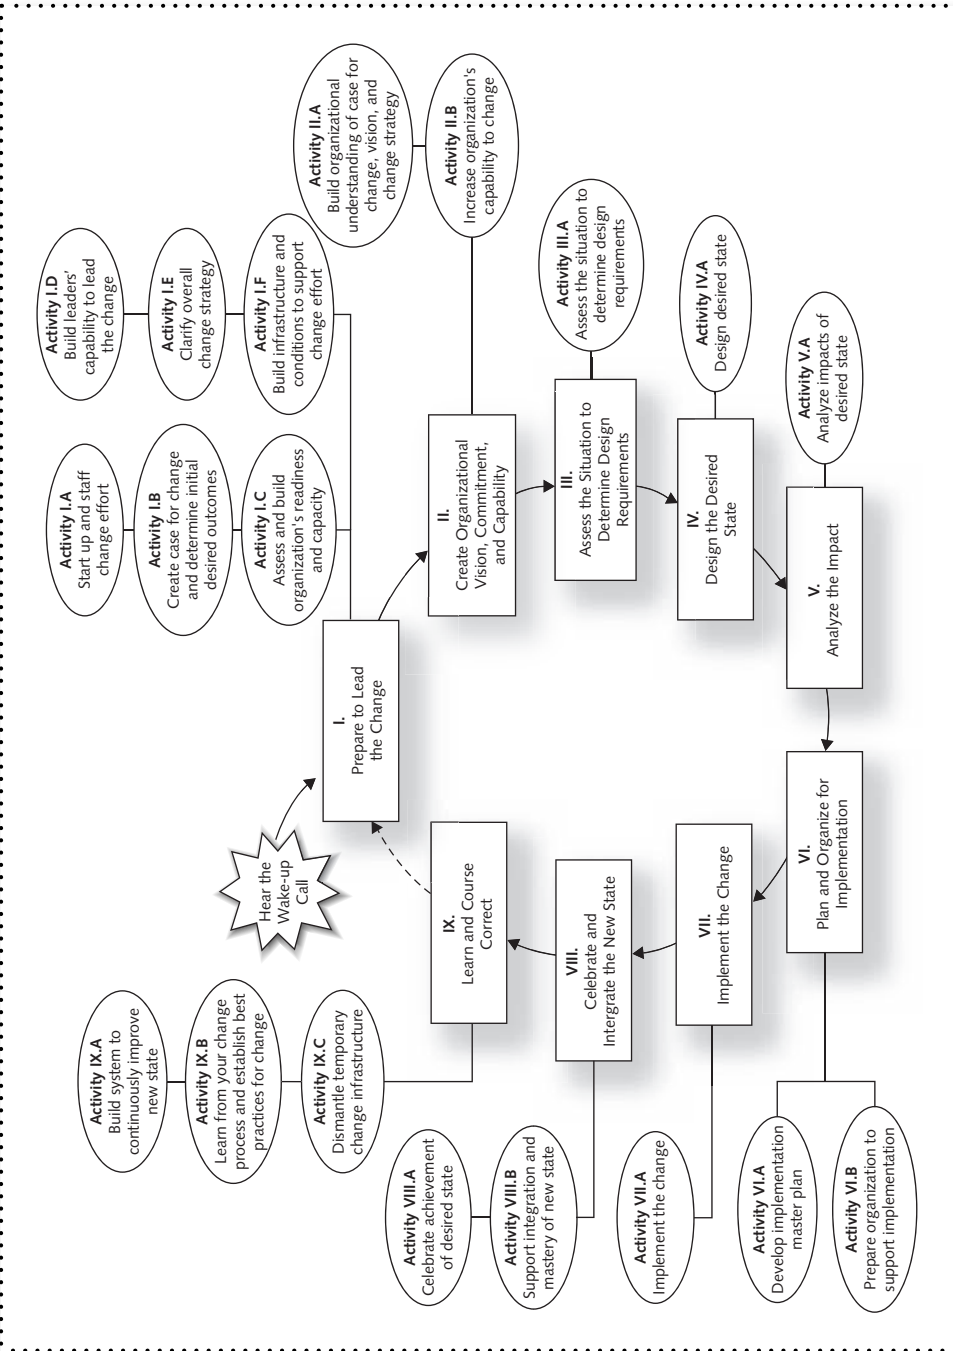 Hear the
Wake-up
Call
I.
Prepare to Lead
the Change
Activity I.A
Start up and staff
change effort
Activity I.B
Create case for change
and determine initial
desired outcomes
Activity I.C
Assess and build
organization's readiness
and capacity
Activity I.D
Build leaders'
capability to lead
the change
Activity I.E
Clarify overall
change strategy
Activity I.F
Build infrastructure and
conditions to support
change effort
II.
Create Organizational
Vision, Commitment,
and Capability
Activity II.A
Build organizational
understanding of case for
change, vision, and
change strategy
Activity II.B
Increase organization's
capability to change
III.
Assess the Situation to
Determine Design
Requirements
Activity III.A
Assess the situation to
determine design
requirements
IV.
Design the Desired
State
Activity IV.A
Design desired state
V.
Analyze the Impact
Activity V.A
Analyze impacts of
desired state
VI.
Plan and Organize for
Implementation
Activity VI.A
Develop implementation
master plan
Activity VI.B
Prepare organization to
support implementation
VII.
Implement the Change
Activity VII.A
Implement the change
VIII.
Celebrate and
Intergrate the New State
Activity VIII.A
Celebrate achievement
of desired state
Activity VIII.B
Support integration and
mastery of new state
IX.
Learn and Course
Correct
Activity IX.A
Build system to
continuously improve
new state
Activity IX.B
Learn from your change
process and establish best
practices for change
Activity IX.C
Dismantle temporary
change infrastructure